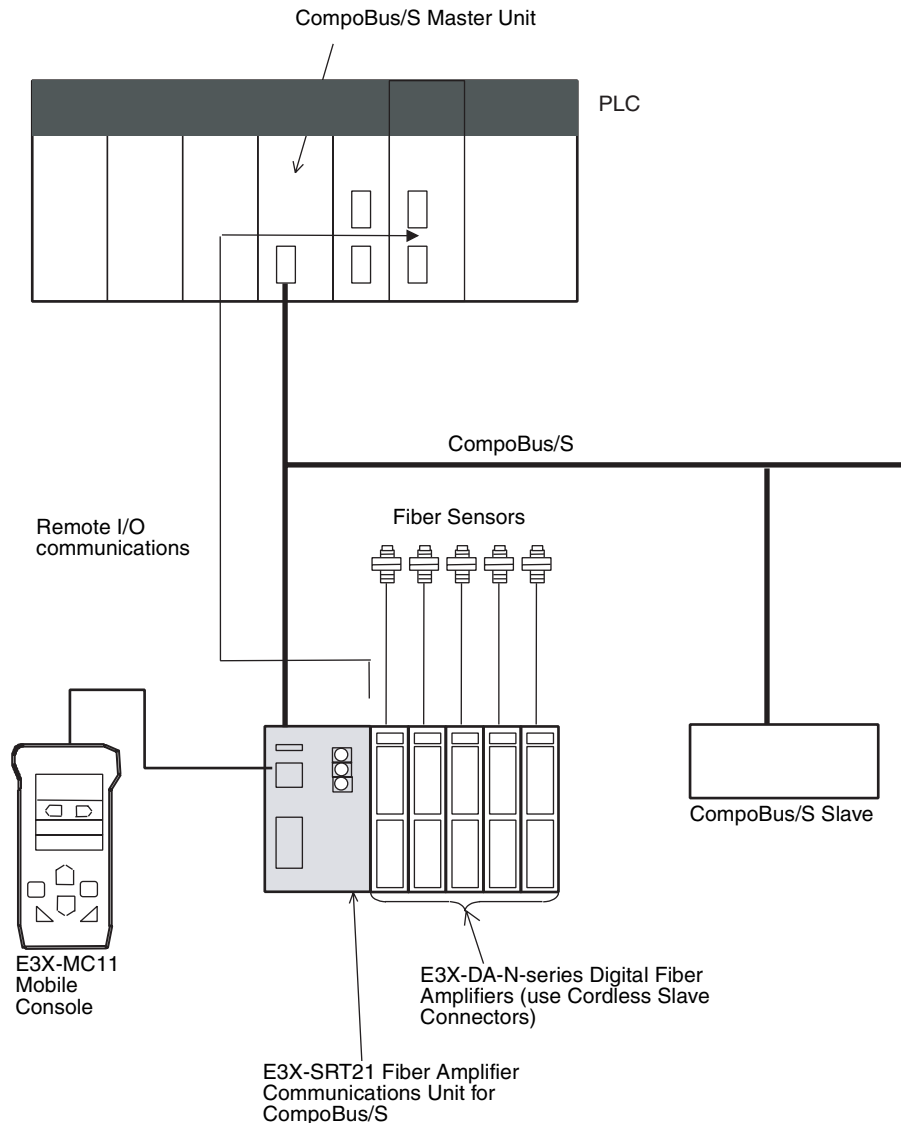 CompoBus/S Master Unit
PLC
CompoBus/S
Remote I/O
communications
Fiber Sensors
CompoBus/S Slave
E3X-MC11
Mobile
Console
E3X-DA-N-series Digital Fiber
Amplifiers (use Cordless Slave
Connectors)
E3X-SRT21 Fiber Amplifier
Communications Unit for
CompoBus/S